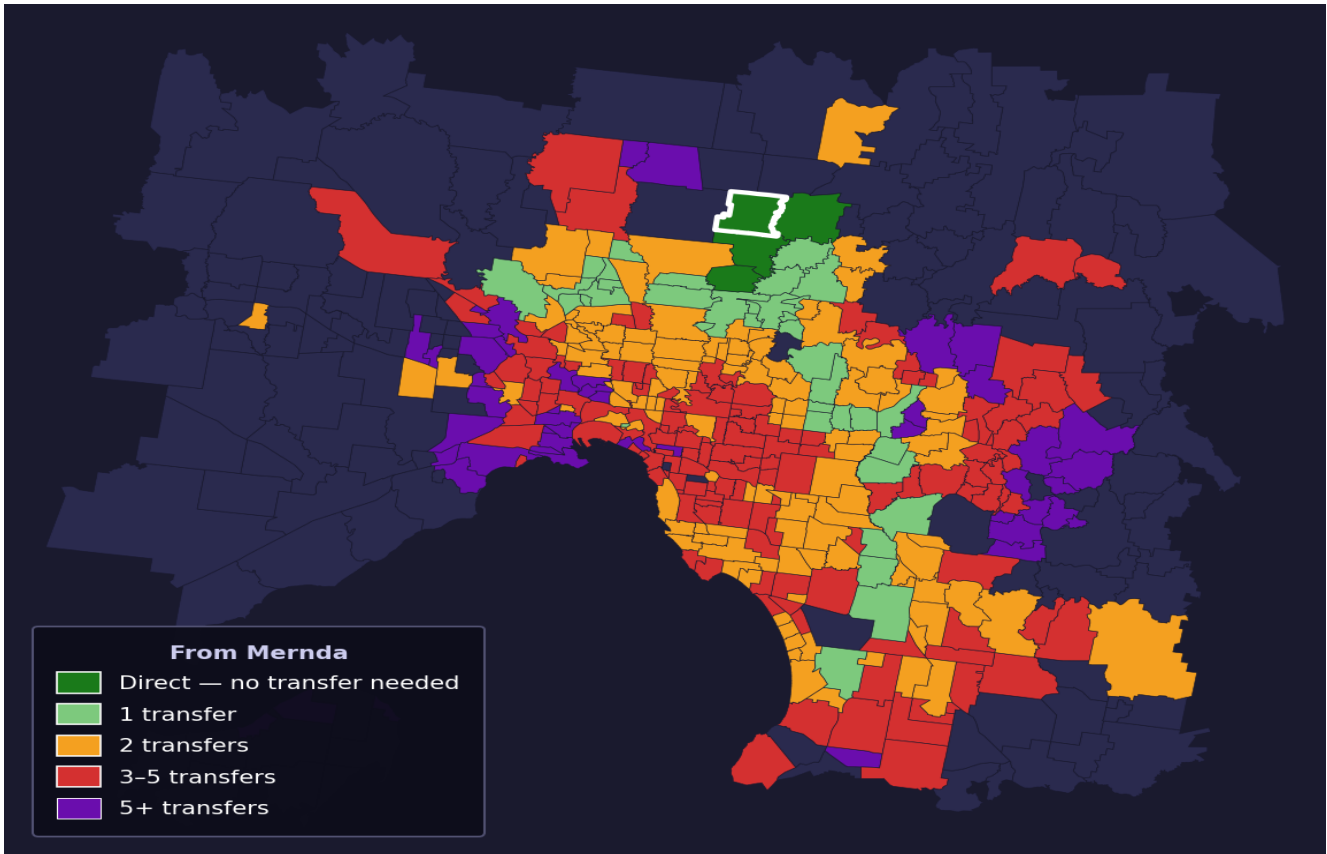 From Mernda
Direct — no transfer needed
1 transfer
2 transfers
3–5 transfers
5+ transfers